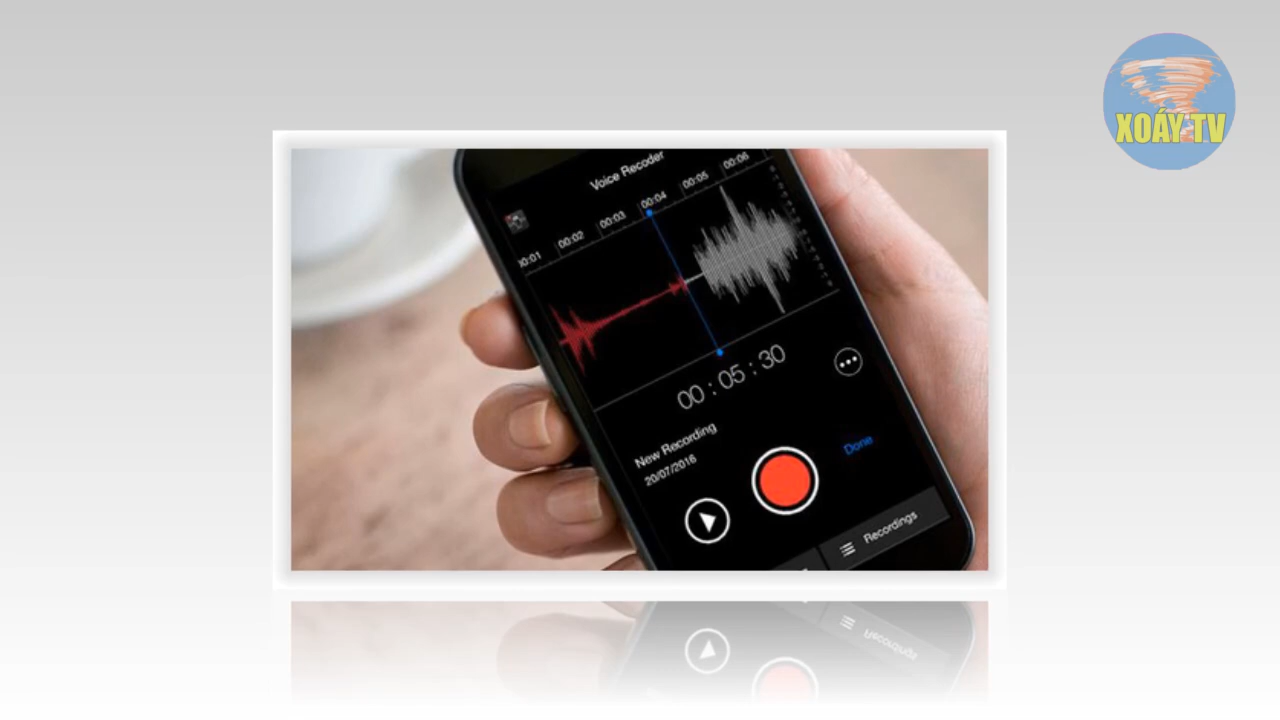 XOÁY TV
Voice Recoder
00:01 00:02 00:03 00:04 00:05 00:06
00 : 05 : 30
New Recording
20/07/2016
Done
Recordings